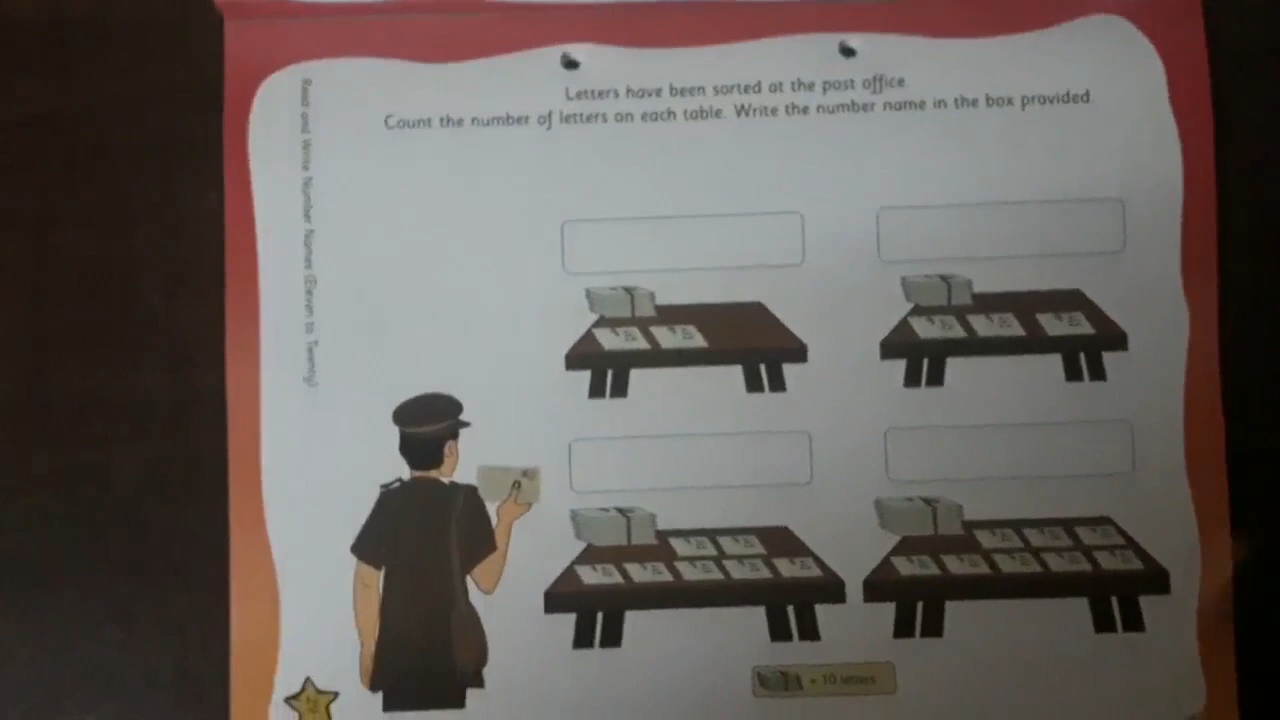 Letters have been sorted at the post office.
Count the number of letters on each table. Write the number name in the box provided.
Read and Write Number Names (Eleven to Twenty)
= 10 letters